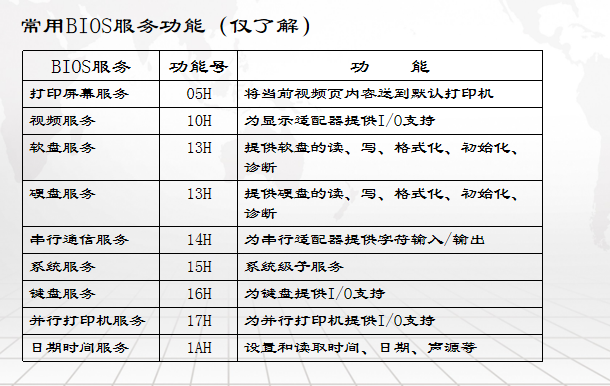 常用BIOS服务功能（仅了解）
BIOS服务 功能号 功 能
打印屏幕服务 05H 将当前视频页内容送到默认打印机
视频服务 10H 为显示适配器提供I/O支持
软盘服务 13H 提供软盘的读、写、格式化、初始化、
诊断
硬盘服务 13H 提供硬盘的读、写、格式化、初始化、
诊断
串行通信服务 14H 为串行适配器提供字符输入/输出
系统服务 15H 系统级子服务
键盘服务 16H 为键盘提供I/O支持
并行打印机服务 17H 为并行打印机提供I/O支持
日期时间服务 1AH 设置和读取时间、日期、声源等